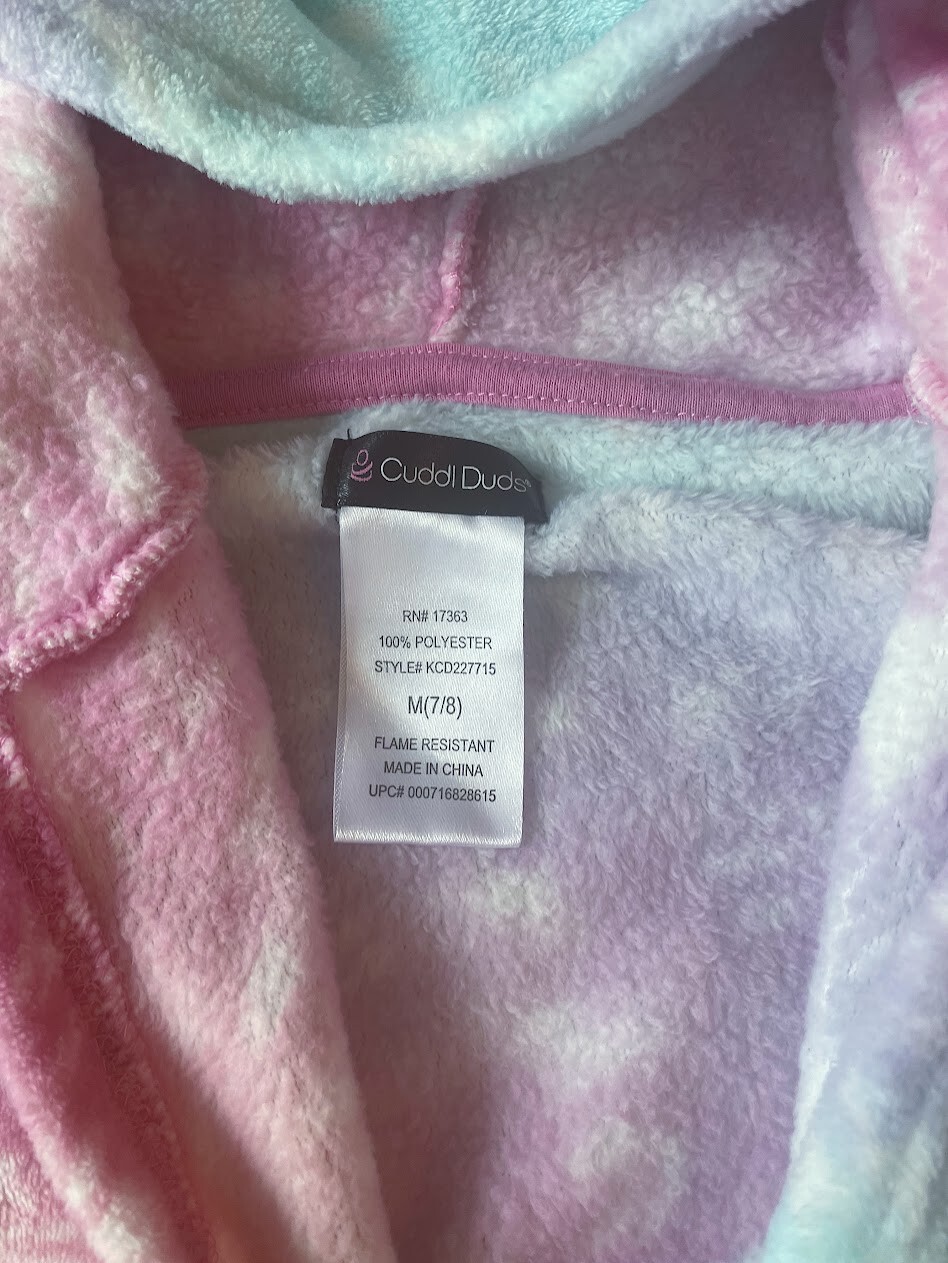 Cuddl Duds®
RN# 17363
100% POLYESTER
STYLE# KCD227715
M(7/8)
FLAME RESISTANT
MADE IN CHINA
UPC# 000716828615